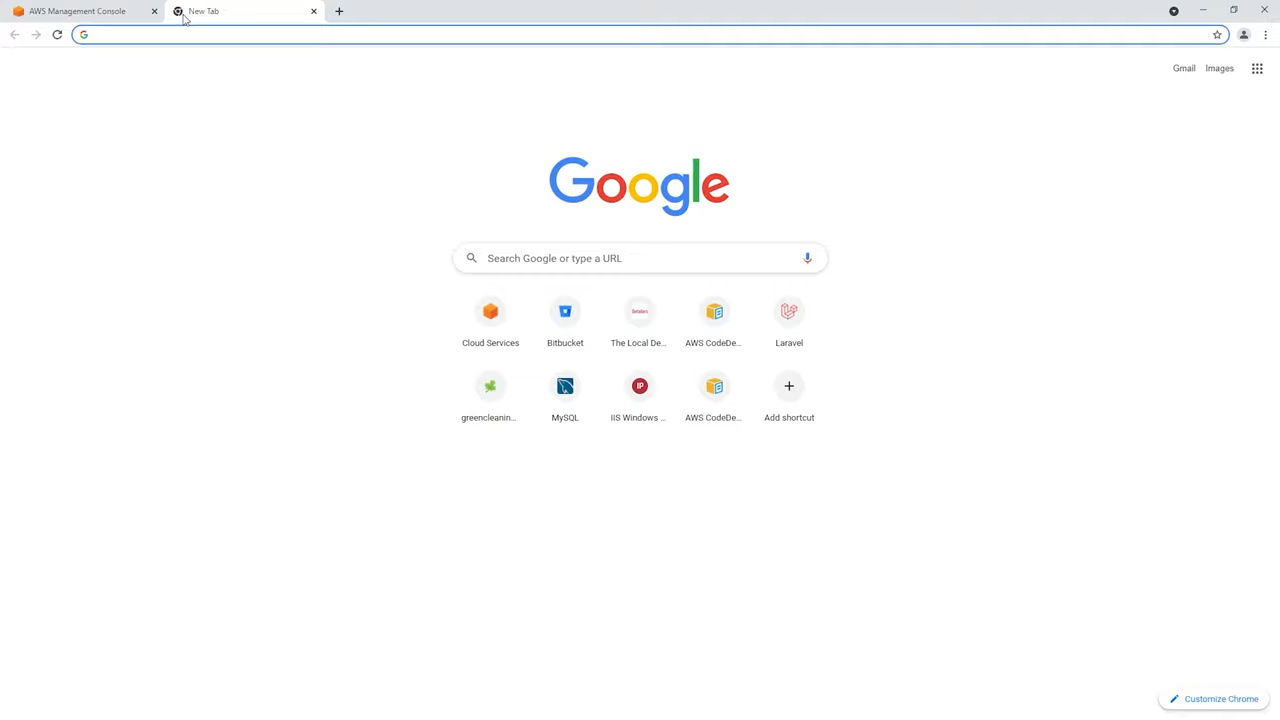 AWS Management Console
New Tab
Gmail Images
Google
Search Google or type a URL
Cloud Services
Bitbucket
The Local De...
AWS CodeDe...
Laravel
greencleanin...
MySQL
IP
IIS Windows ...
AWS CodeDe...
Add shortcut
Customize Chrome